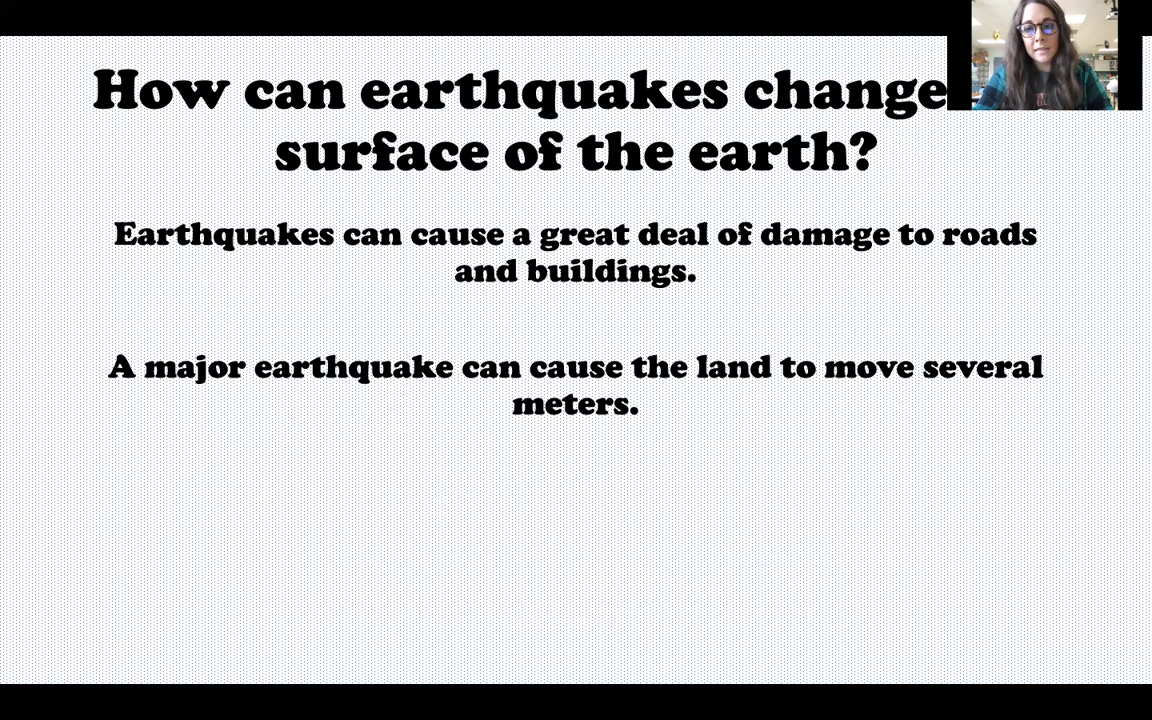 How can earthquakes change
surface of the earth?
Earthquakes can cause a great deal of damage to roads
and buildings.
A major earthquake can cause the land to move several
meters.